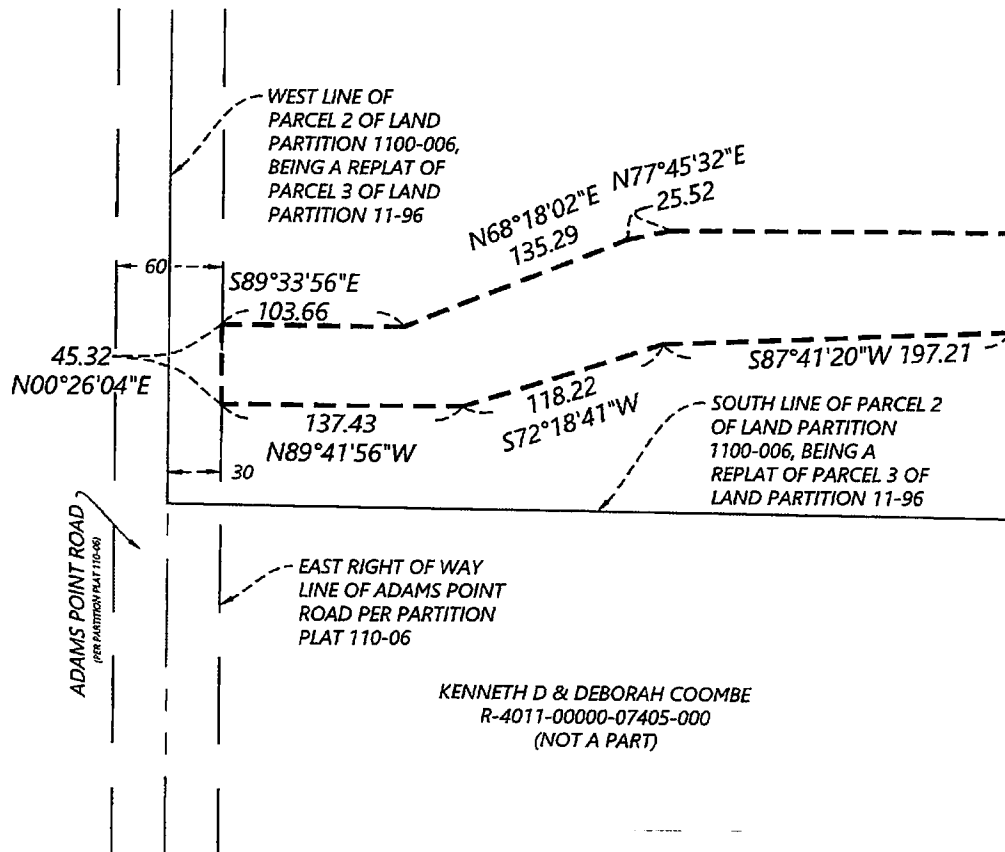 WEST LINE OF
PARCEL 2 OF LAND
PARTITION 1100-006,
BEING A REPLAT OF
PARCEL 3 OF LAND
PARTITION 11-96
N77°45'32"E
25.52
N68°18'02"E
135.29
60
S89°33'56"E
103.66
45.32
N00°26'04"E
S87°41'20"W 197.21
137.43
N89°41'56"W
118.22
S72°18'41"W
30
SOUTH LINE OF PARCEL 2
OF LAND PARTITION
1100-006, BEING A
REPLAT OF PARCEL 3 OF
LAND PARTITION 11-96
ADAMS POINT ROAD
(PER PARTITION PLAT 110-06)
EAST RIGHT OF WAY
LINE OF ADAMS POINT
ROAD PER PARTITION
PLAT 110-06
KENNETH D & DEBORAH COOMBE
R-4011-00000-07405-000
(NOT A PART)